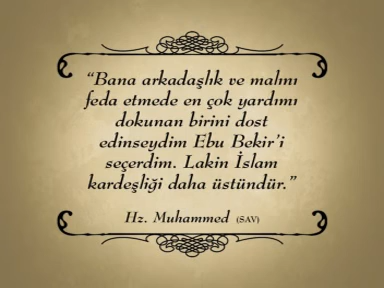 “Bana arkadaşlık ve malını
feda etmede en çok yardımı
dokunan birini dost
edinseydim Ebu Bekir’i
seçerdim. Lakin İslam
kardeşliği daha üstündür.”
Hz. Muhammed (SAV)